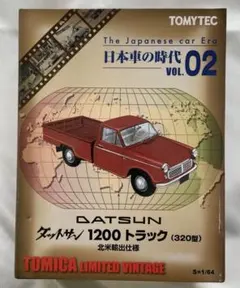 TOMYTEC
The Japanese car Era
日本車の時代 VOL.02
DATSUN
ダットサン 1200 トラック (320型)
北米輸出仕様
TOMICA LIMITED VINTAGE
S=1/64